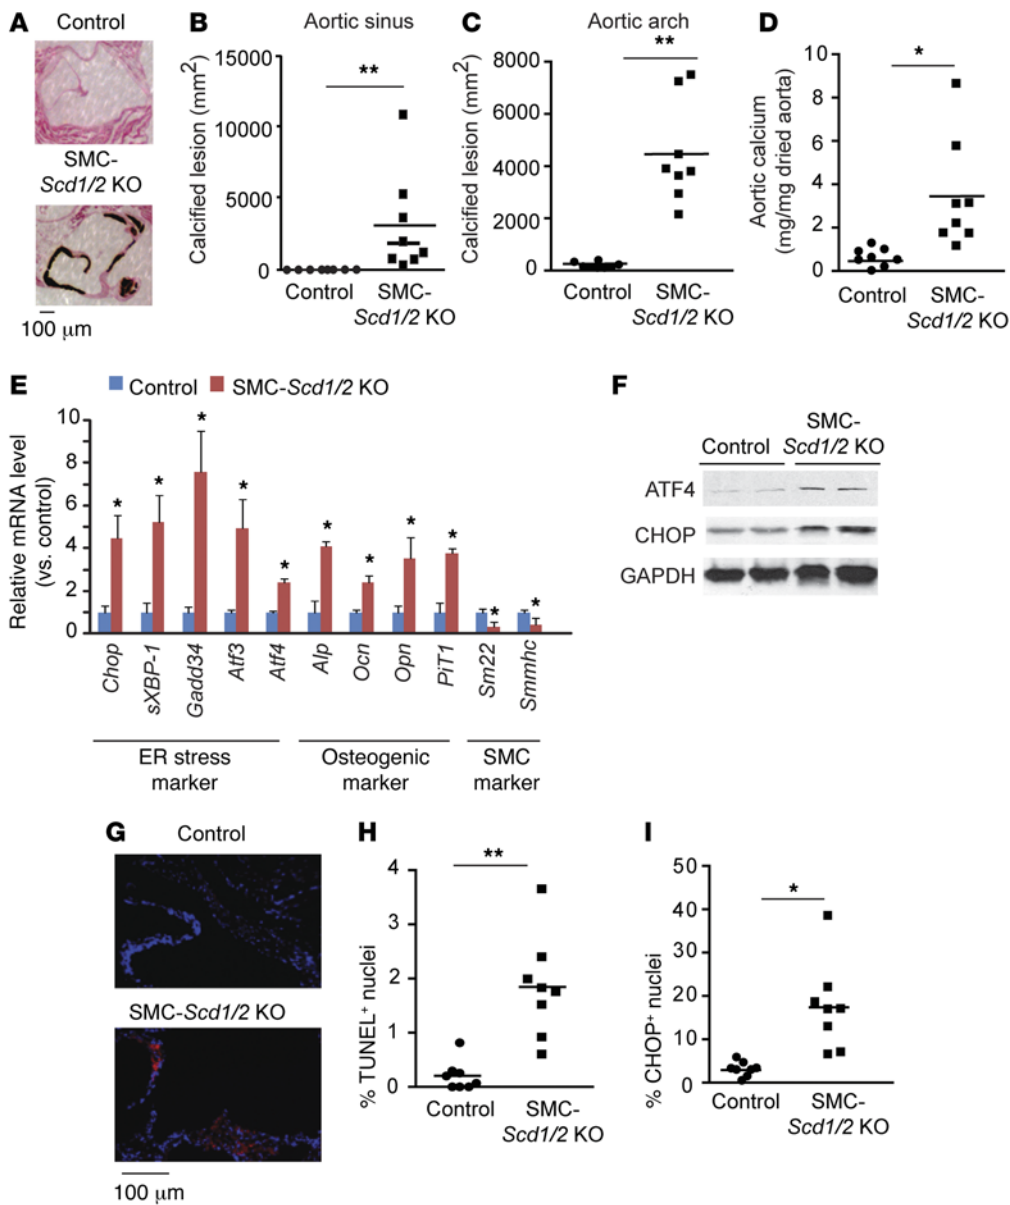 A
Control
SMC-
Scd1/2 KO
100 µm
B
Aortic sinus
Calcified lesion (mm2)
15000
**
10000
5000
0
Control
SMC-
Scd1/2 KO
C
Aortic arch
Calcified lesion (mm2)
8000
**
6000
4000
2000
0
Control
SMC-
Scd1/2 KO
D
Aortic calcium
(mg/mg dried aorta)
10
*
8
6
4
2
0
Control
SMC-
Scd1/2 KO
E
Control
SMC-Scd1/2 KO
Relative mRNA level
(vs. control)
10
8
6
4
2
0
* * * * * * * * * * *
Chop
sXBP-1
Gadd34
Atf3
Atf4
Alp
Ocn
Opn
PiT1
Sm22
Smmhc
ER stress
marker
Osteogenic
marker
SMC
marker
F
Control
SMC-
Scd1/2 KO
ATF4
CHOP
GAPDH
G
Control
SMC-Scd1/2 KO
100 µm
H
% TUNEL+ nuclei
4
**
3
2
1
0
Control
SMC-
Scd1/2 KO
I
% CHOP+ nuclei
50
*
40
30
20
10
0
Control
SMC-
Scd1/2 KO